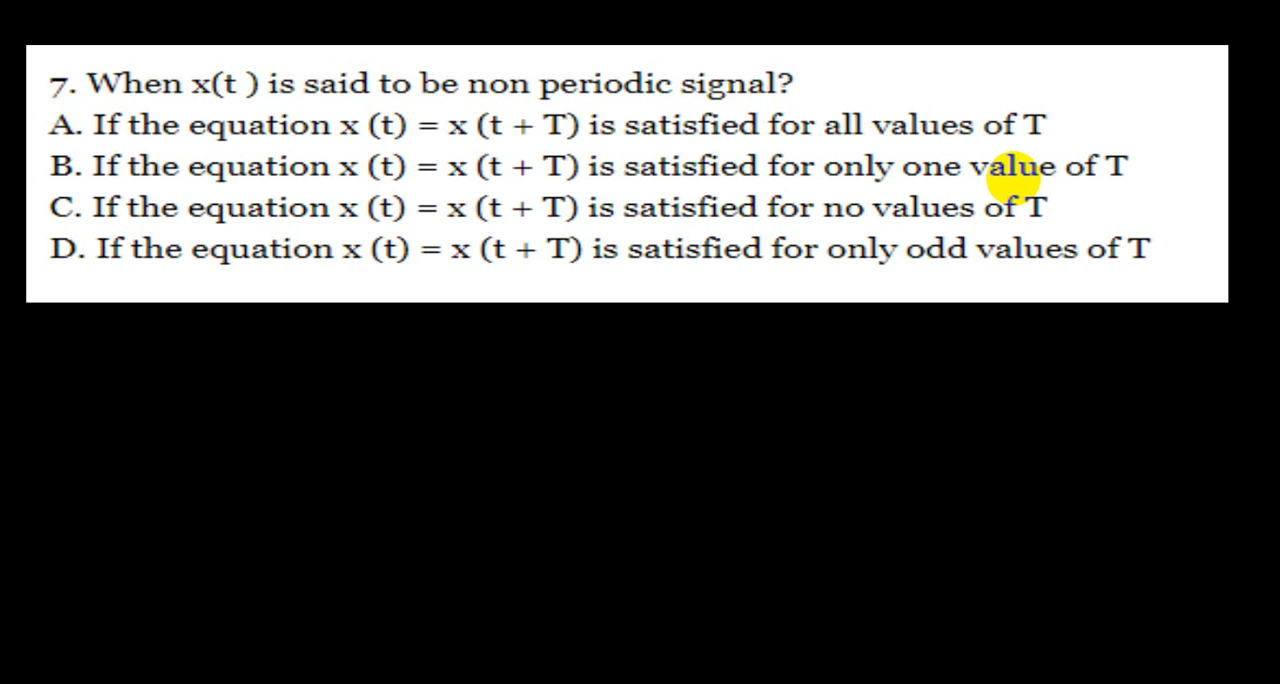 7. When x(t ) is said to be non periodic signal?
A. If the equation x (t) = x (t + T) is satisfied for all values of T
B. If the equation x (t) = x (t + T) is satisfied for only one value of T
C. If the equation x (t) = x (t + T) is satisfied for no values of T
D. If the equation x (t) = x (t + T) is satisfied for only odd values of T